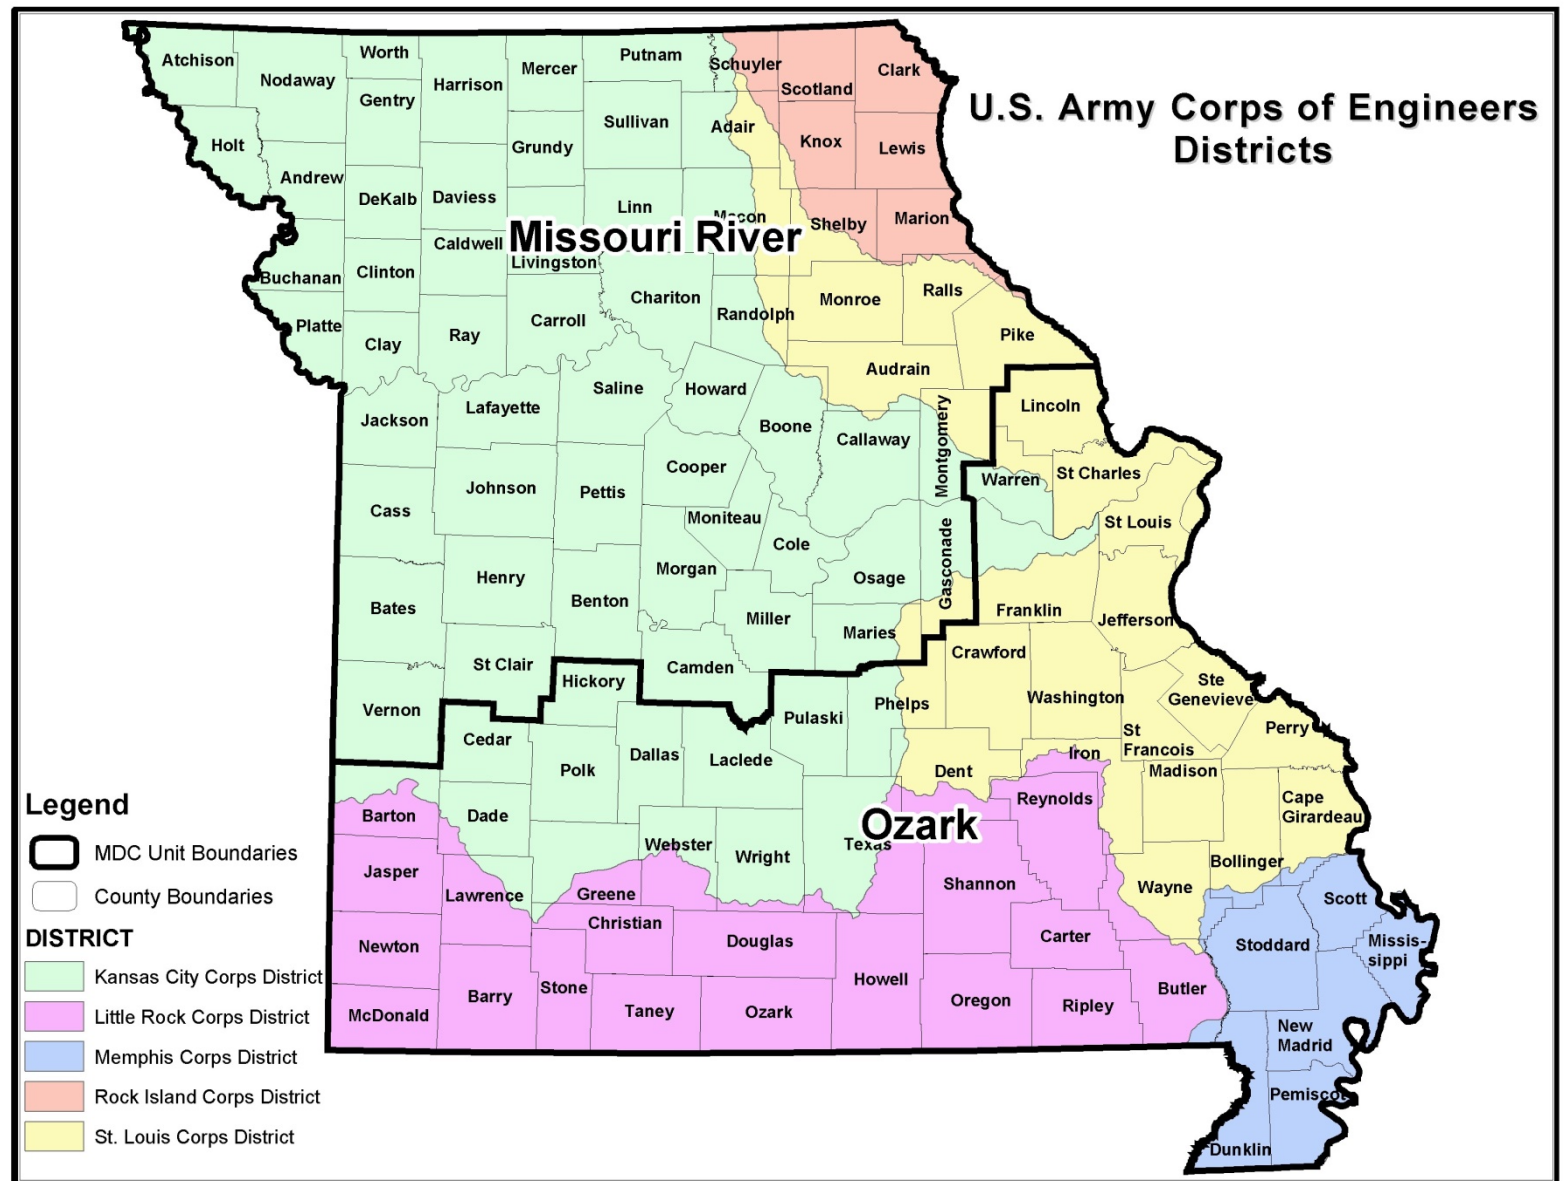 U.S. Army Corps of Engineers
Districts
Atchison
Nodaway
Worth
Gentry
Harrison
Mercer
Putnam
Schuyler
Scotland
Clark
Holt
Andrew
DeKalb
Daviess
Grundy
Sullivan
Adair
Knox
Lewis
Linn
Macon
Shelby
Marion
Missouri River
Buchanan
Clinton
Caldwell
Livingston
Chariton
Randolph
Monroe
Ralls
Platte
Clay
Ray
Carroll
Pike
Audrain
Saline
Howard
Jackson
Lafayette
Boone
Callaway
Montgomery
Lincoln
Cooper
Warren
St Charles
Cass
Johnson
Pettis
Moniteau
Cole
St Louis
Gasconade
Bates
Henry
Benton
Morgan
Miller
Osage
Maries
Franklin
Jefferson
St Clair
Hickory
Camden
Crawford
Washington
Ste
Genevieve
Vernon
Cedar
Pulaski
Phelps
St
Francois
Perry
Polk
Dallas
Laclede
Dent
Iron
Madison
Barton
Dade
Webster
Wright
Texas
Ozark
Reynolds
Cape
Girardeau
Jasper
Lawrence
Greene
Shannon
Wayne
Bollinger
Scott
Newton
Christian
Douglas
Howell
Carter
Stoddard
Missis-
sippi
McDonald
Barry
Stone
Taney
Ozark
Oregon
Ripley
Butler
New
Madrid
Pemiscot
Dunklin
Legend
MDC Unit Boundaries
County Boundaries
DISTRICT
Kansas City Corps District
Little Rock Corps District
Memphis Corps District
Rock Island Corps District
St. Louis Corps District